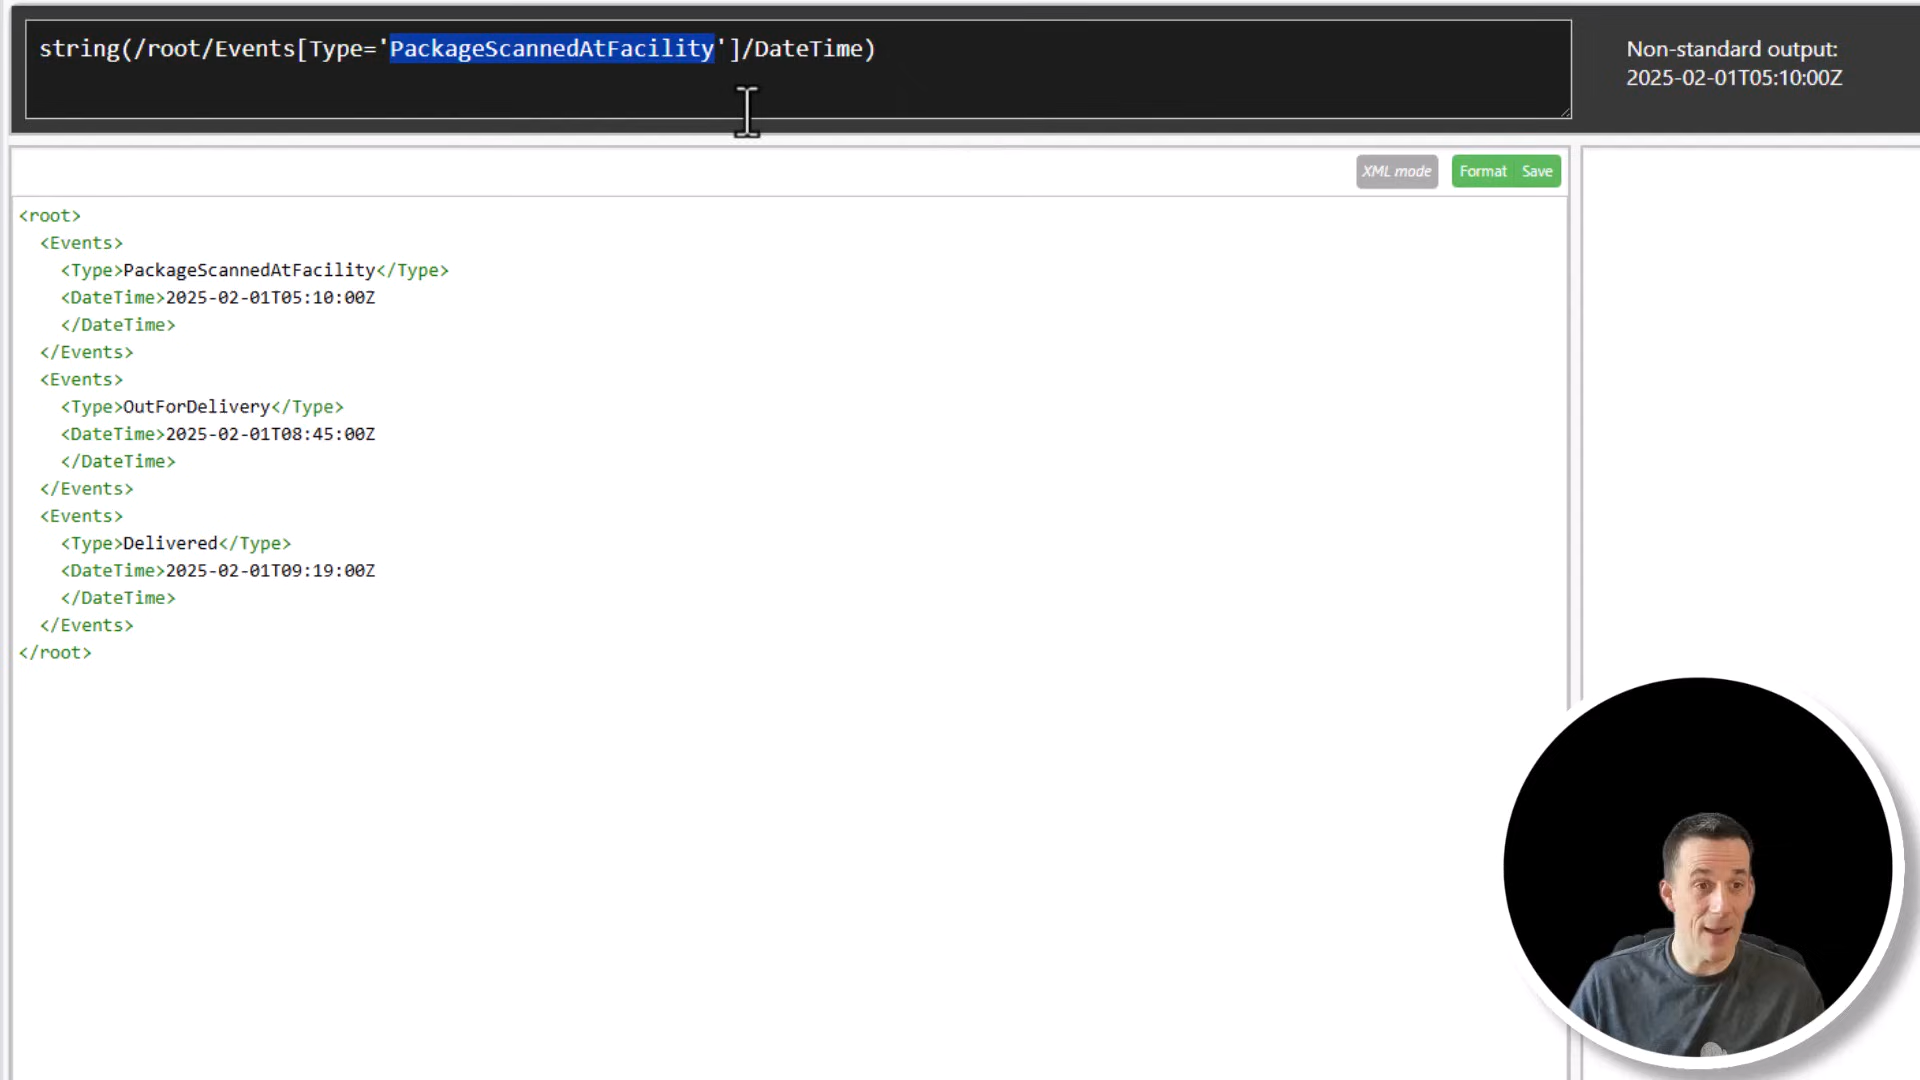 string(/root/Events[Type='PackageScannedAtFacility']/DateTime)
Non-standard output:
2025-02-01T05:10:00Z
XML mode
Format
Save
<root>
<Events>
<Type>PackageScannedAtFacility</Type>
<DateTime>2025-02-01T05:10:00Z
</DateTime>
</Events>
<Events>
<Type>OutForDelivery</Type>
<DateTime>2025-02-01T08:45:00Z
</DateTime>
</Events>
<Events>
<Type>Delivered</Type>
<DateTime>2025-02-01T09:19:00Z
</DateTime>
</Events>
</root>